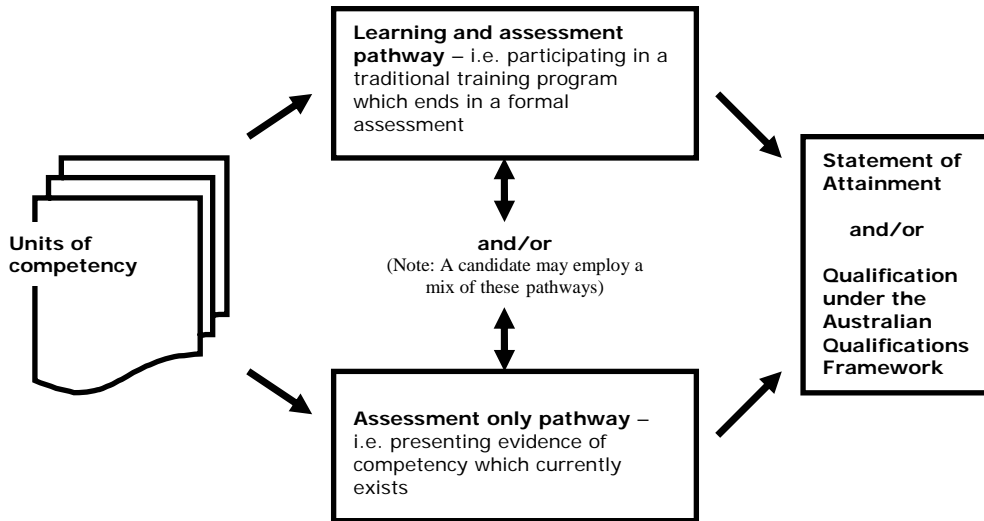 Learning and assessment
pathway – i.e. participating in a
traditional training program
which ends in a formal
assessment
Units of
competency
and/or
(Note: A candidate may employ a
mix of these pathways)
Assessment only pathway –
i.e. presenting evidence of
competency which currently
exists
Statement of
Attainment
and/or
Qualification
under the
Australian
Qualifications
Framework